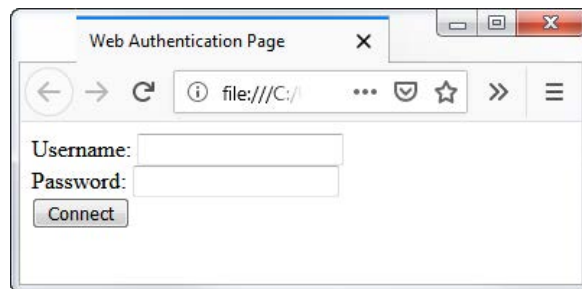 Web Authentication Page
file:///C:/
Username:
Password:
Connect